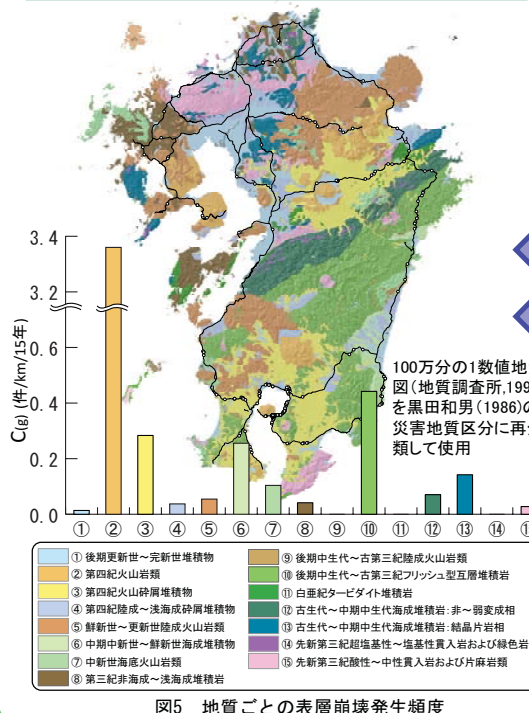 3.4
3.2
0.6
0.4
0.2
0.0
C(g) (件/km/15年)
① ② ③ ④ ⑤ ⑥ ⑦ ⑧ ⑨ ⑩ ⑪ ⑫ ⑬ ⑭
100万分の1数値地
図(地質調査所,199
を黒田和男(1986)の
災害地質区分に再分
類して使用
① 後期更新世〜完新世堆積物
② 第四紀火山岩類
③ 第四紀火山砕屑堆積物
④ 第四紀陸成〜浅海成砕屑堆積物
⑤ 鮮新世〜更新世陸成火山岩類
⑥ 中期中新世〜鮮新世海成堆積物
⑦ 中新世海底火山岩類
⑧ 第三紀非海成〜浅海成堆積岩
⑨ 後期中生代〜古第三紀陸成火山岩類
⑩ 後期中生代〜古第三紀フリッシュ型互層堆積岩
⑪ 白亜紀タービダイト堆積岩
⑫ 古生代〜中期中生代海成堆積岩:非〜弱変成相
⑬ 古生代〜中期中生代海成堆積岩:結晶片岩相
⑭ 先新第三紀超塩基性〜塩基性貫入岩および緑色岩
⑮ 先新第三紀酸性〜中性貫入岩および片麻岩類
図5 地質ごとの表層崩壊発生頻度